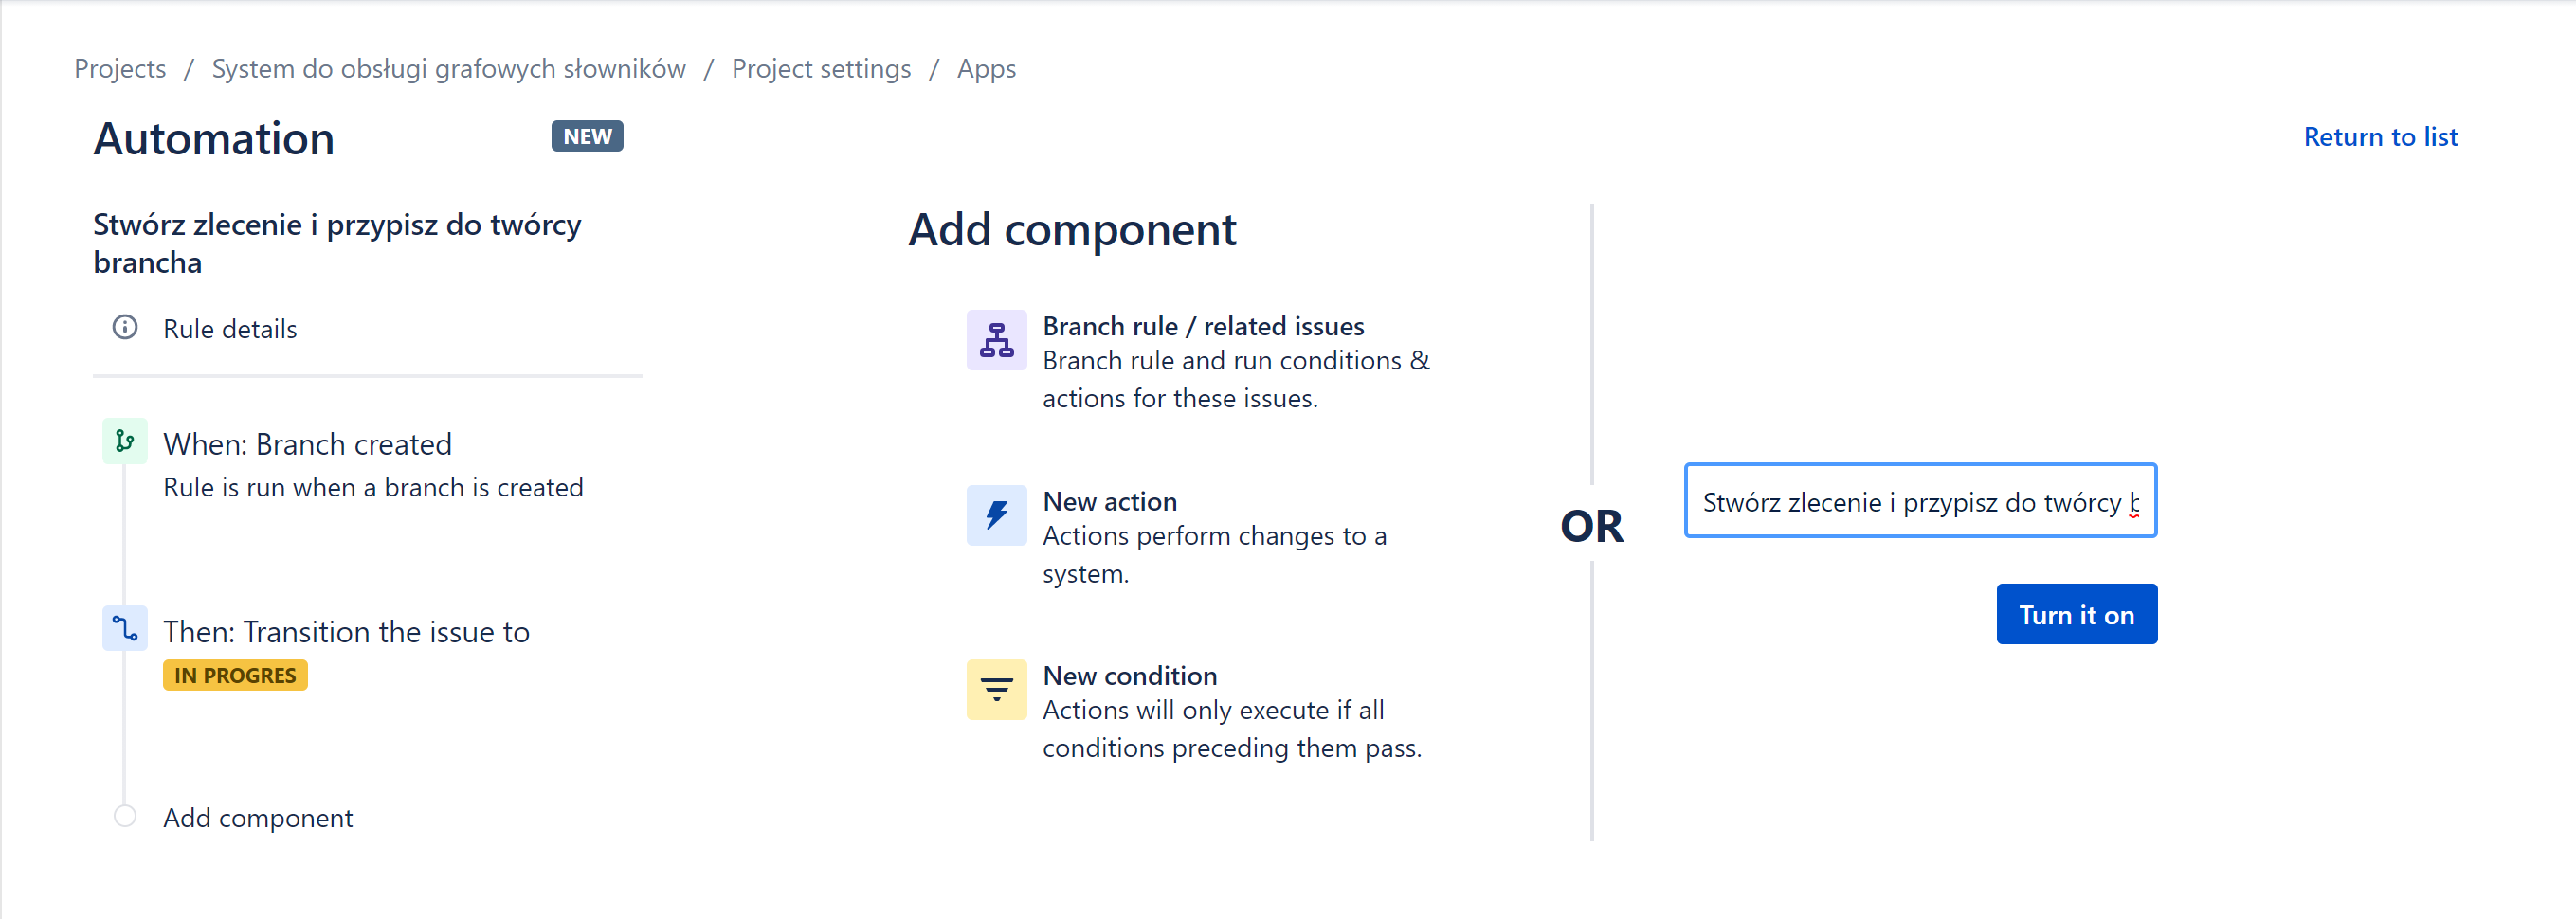 Projects / System do obsługi grafowych słowników / Project settings / Apps
Automation NEW
Return to list
Stwórz zlecenie i przypisz do twórcy
brancha
Rule details
When: Branch created
Rule is run when a branch is created
Then: Transition the issue to
IN PROGRES
Add component
Add component
Branch rule / related issues
Branch rule and run conditions &
actions for these issues.
New action
Actions perform changes to a
system.
New condition
Actions will only execute if all
conditions preceding them pass.
OR
Stwórz zlecenie i przypisz do twórcy
Turn it on